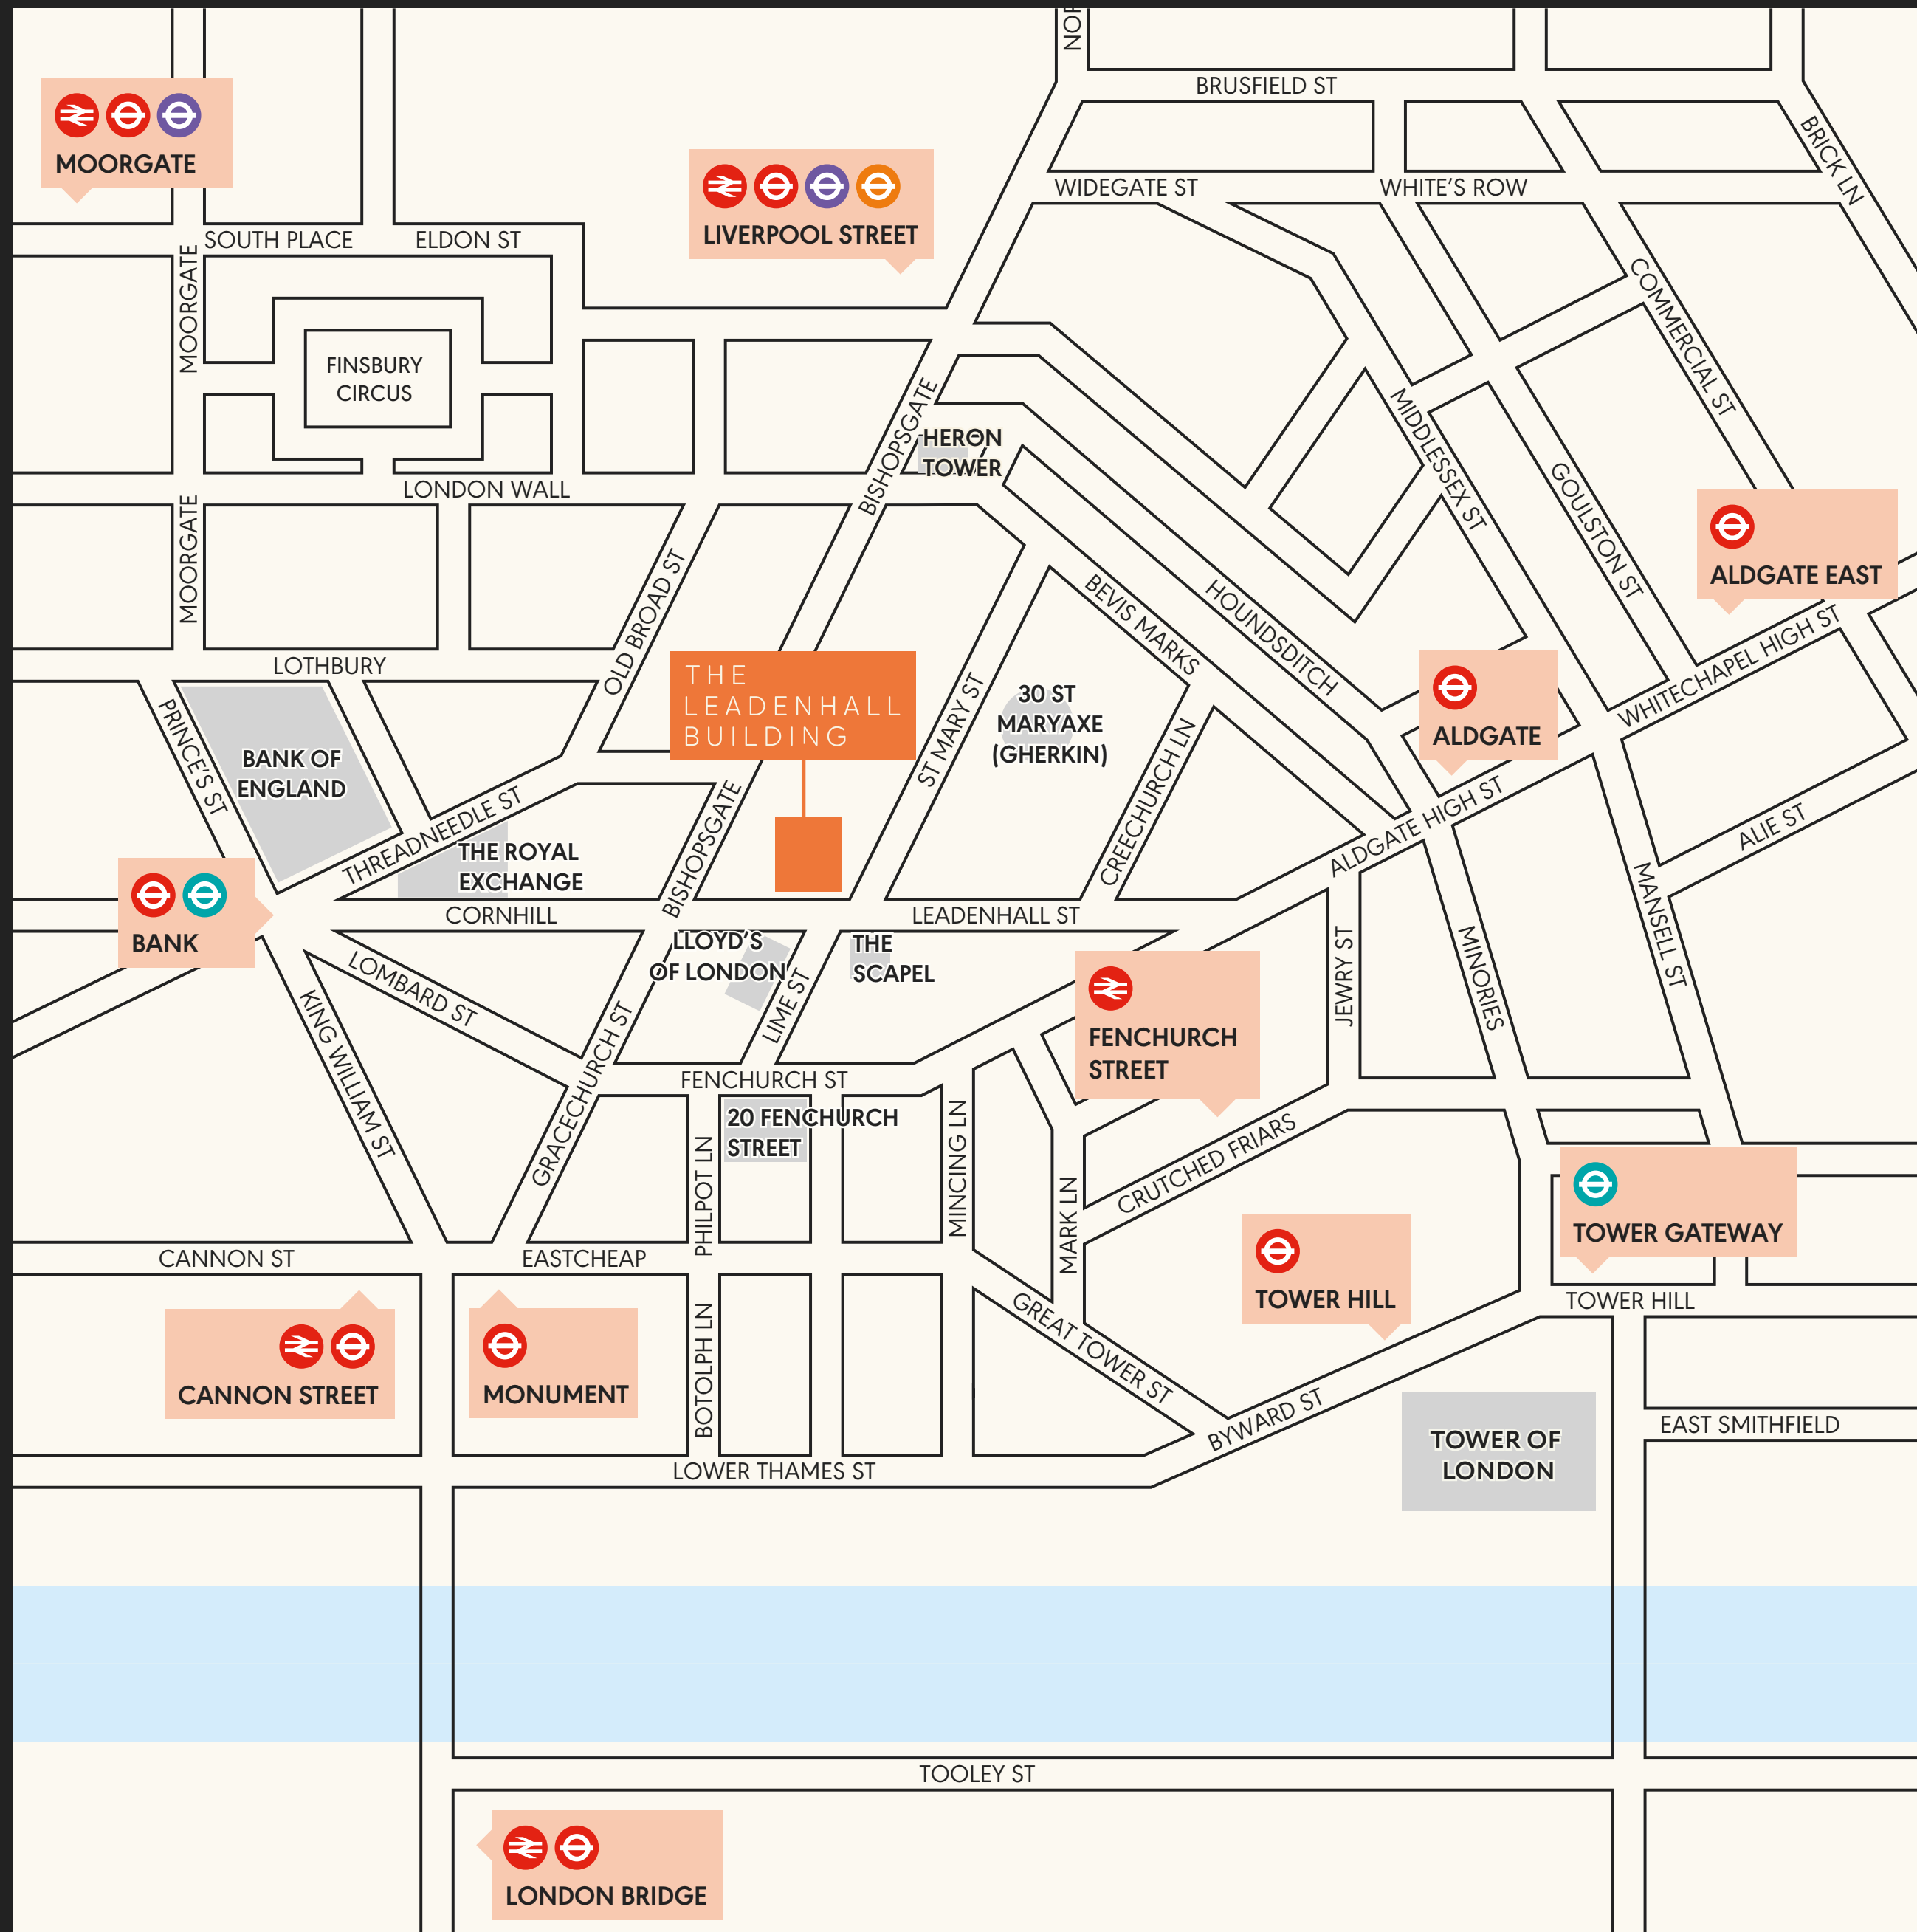 NOR
BRUSFIELD ST
BRICK LN
MOORGATE
LIVERPOOL STREET
WIDEGATE ST
WHITE'S ROW
SOUTH PLACE
ELDON ST
MOORGATE
COMMERCIAL ST
FINSBURY
CIRCUS
BISHOPSGATE
HERON
TOWER
MIDDLESSEX ST
GOULSTON ST
LONDON WALL
MOORGATE
ALDGATE EAST
OLD BROAD ST
BEVIS MARKS
HOUNDSDITCH
WHITECHAPEL HIGH ST
LOTHBURY
THE
LEADENHALL
BUILDING
ST MARY ST
30 ST
MARYAXE
(GHERKIN)
ALDGATE
PRINCE'S ST
BANK OF
ENGLAND
CREECHURCH LN
THREADNEEDLE ST
BISHOPSGATE
ALDGATE HIGH ST
ALIE ST
THE ROYAL
EXCHANGE
BANK
CORNHILL
LEADENHALL ST
MANSELL ST
LLOYD'S
OF LONDON
THE
SCAPEL
LIME ST
LOMBARD ST
JEWRY ST
MINORIES
KING WILLIAM ST
GRACECHURCH ST
FENCHURCH
STREET
FENCHURCH ST
20 FENCHURCH
STREET
PHILPOT LN
MINCING LN
MARK LN
CRUTCHED FRIARS
TOWER GATEWAY
CANNON ST
EASTCHEAP
TOWER HILL
TOWER HILL
GREAT TOWER ST
CANNON STREET
MONUMENT
BOTOLPH LN
BYWARD ST
TOWER OF
LONDON
EAST SMITHFIELD
LOWER THAMES ST
TOOLEY ST
LONDON BRIDGE